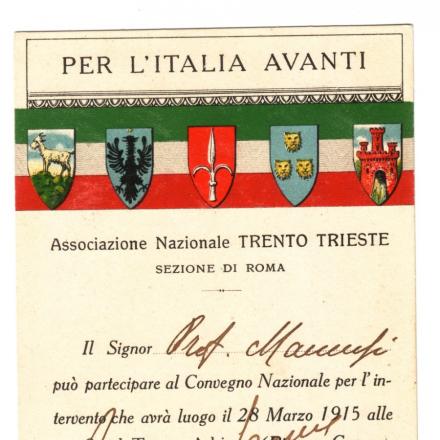 PER L'ITALIA AVANTI
Associazione Nazionale TRENTO TRIESTE
SEZIONE DI ROMA
Il Signor Prof.
può partecipare al Convegno Nazionale per l'in-
tervento che avrà luogo il 28 Marzo 1915 alle